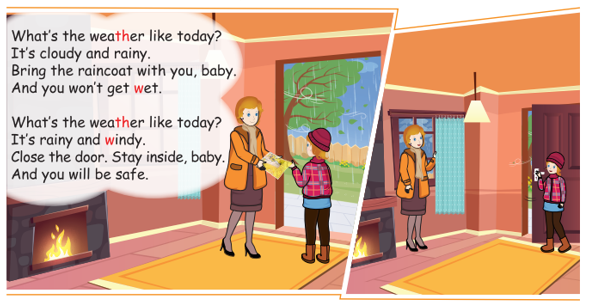 What's the weather like today?
It's cloudy and rainy.
Bring the raincoat with you, baby.
And you won't get wet.
What's the weather like today?
It's rainy and windy.
Close the door. Stay inside, baby.
And you will be safe.